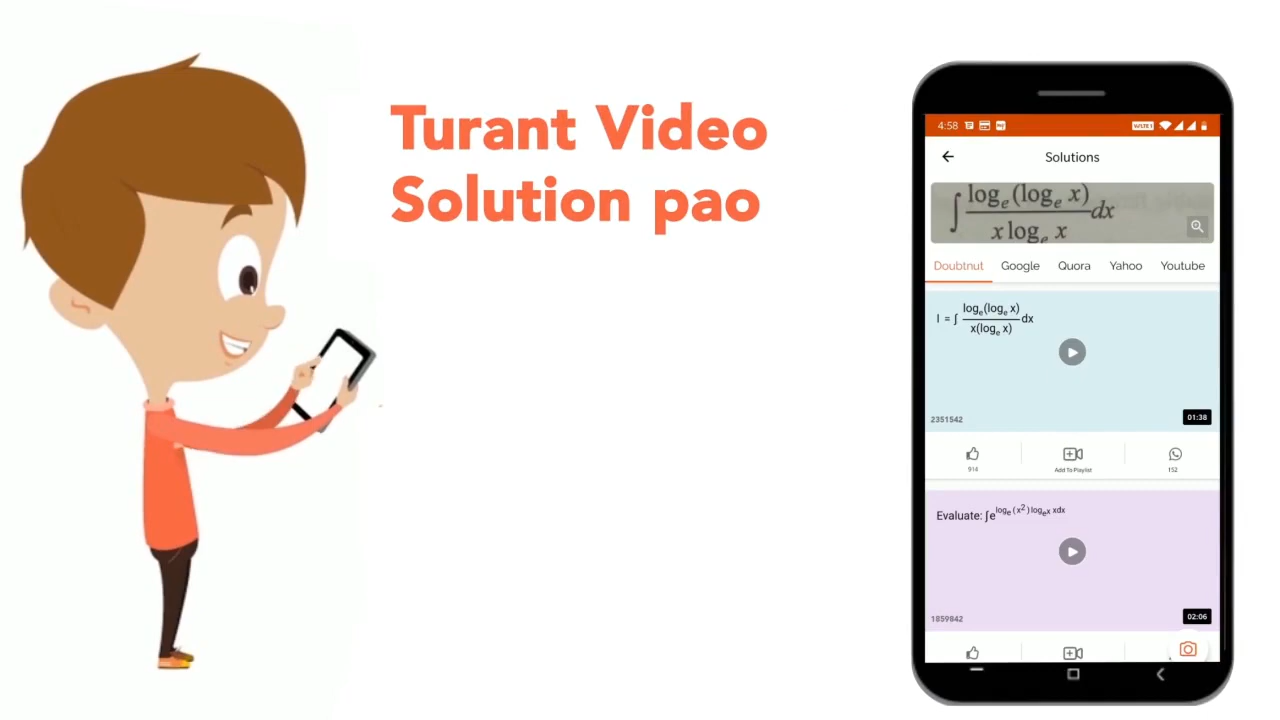 Turant Video
Solution pao
4:58
VoLTE1
Solutions
∫ logₑ(logₑ x) / x logₑ x dx
Doubtnut Google Quora Yahoo Youtube
I = ∫ logₑ(logₑ x) / x(logₑ x) dx
2351542
01:38
914
Add To Playlist
152
Evaluate: ∫e^logₑ(x²)logₑx xdx
1859842
02:06